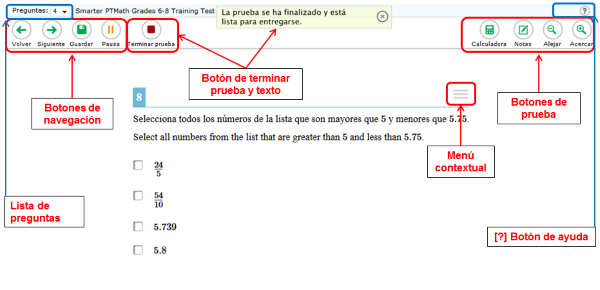 Preguntas: 4
Smarter PTMath Grades 6-8 Training Test
La prueba se ha finalizado y está
lista para entregarse.
?
Volver Siguiente Guardar Pausa Terminar prueba
Calculadora Notas Alejar Acercar
Botones de
navegación
Botón de terminar
prueba y texto
Botones de
prueba
8
Selecciona todos los números de la lista que son mayores que 5 y menores que 5.75.
Select all numbers from the list that are greater than 5 and less than 5.75.
Menú
contextual
24
5
54
10
Lista de
preguntas
5.739
[?] Botón de ayuda
5.8